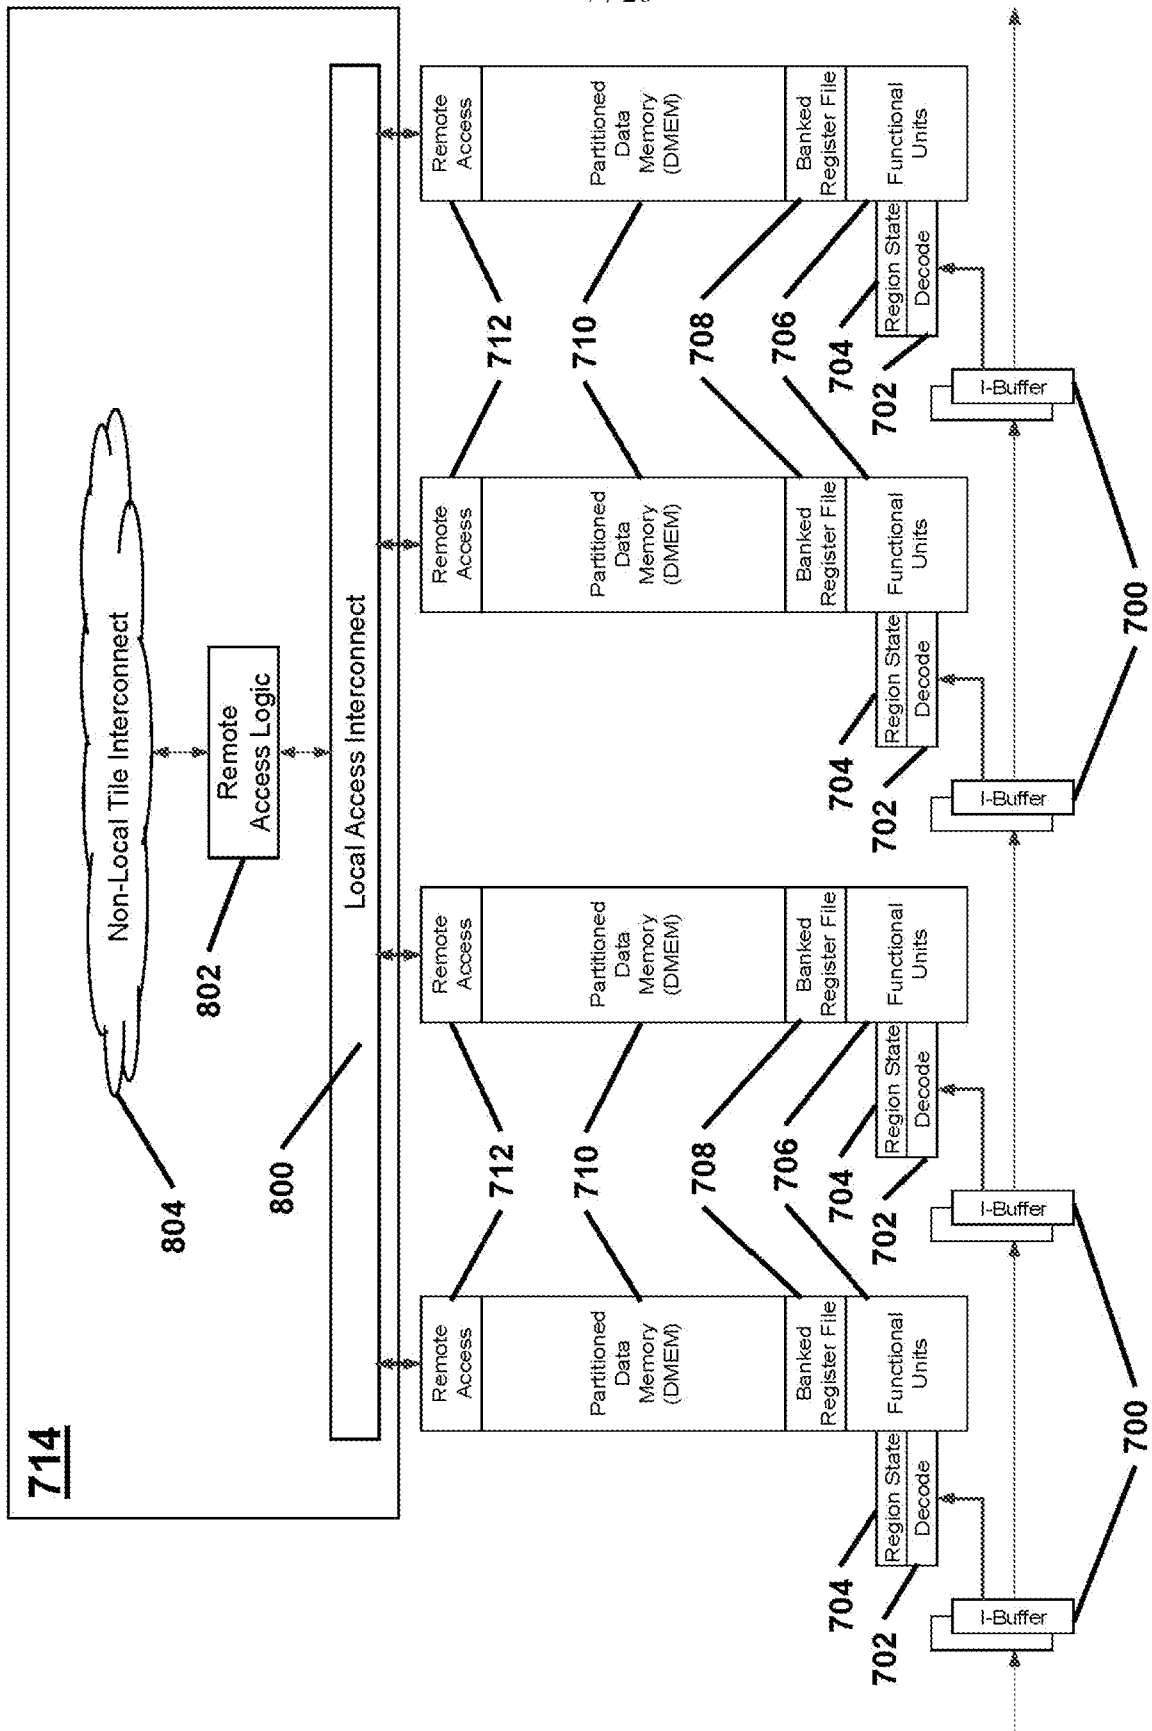 714
Non-Local Tile Interconnect
804
802
Remote
Access Logic
800
Local Access Interconnect
Remote
Access
Remote
Access
Remote
Access
Remote
Access
712
712
Partitioned
Data
Memory
(DMEM)
Partitioned
Data
Memory
(DMEM)
Partitioned
Data
Memory
(DMEM)
Partitioned
Data
Memory
(DMEM)
710
710
Banked
Register File
Banked
Register File
Banked
Register File
Banked
Register File
708
708
706
706
Functional
Units
Functional
Units
Functional
Units
Functional
Units
704
704
704
704
Region State
Region State
Region State
Region State
702
702
702
702
Decode
Decode
Decode
Decode
I-Buffer
I-Buffer
I-Buffer
I-Buffer
700
700